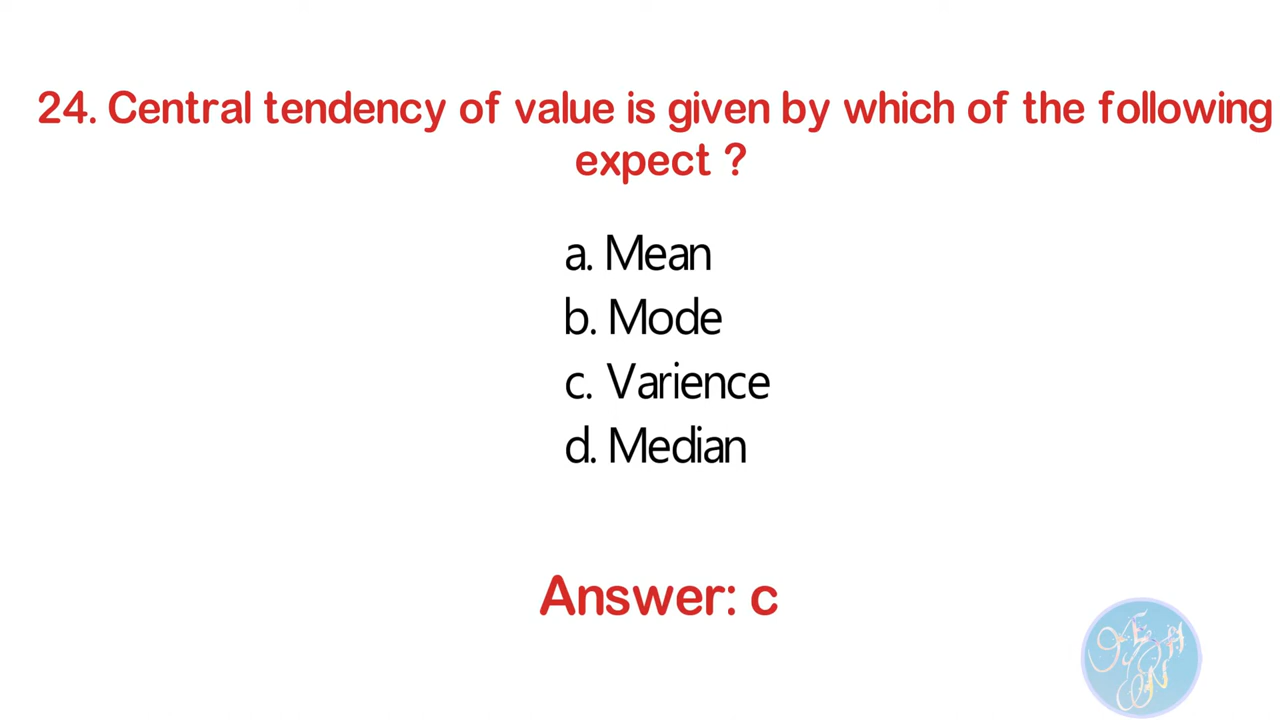 24. Central tendency of value is given by which of the following
expect ?
a. Mean
b. Mode
c. Varience
d. Median
Answer: c